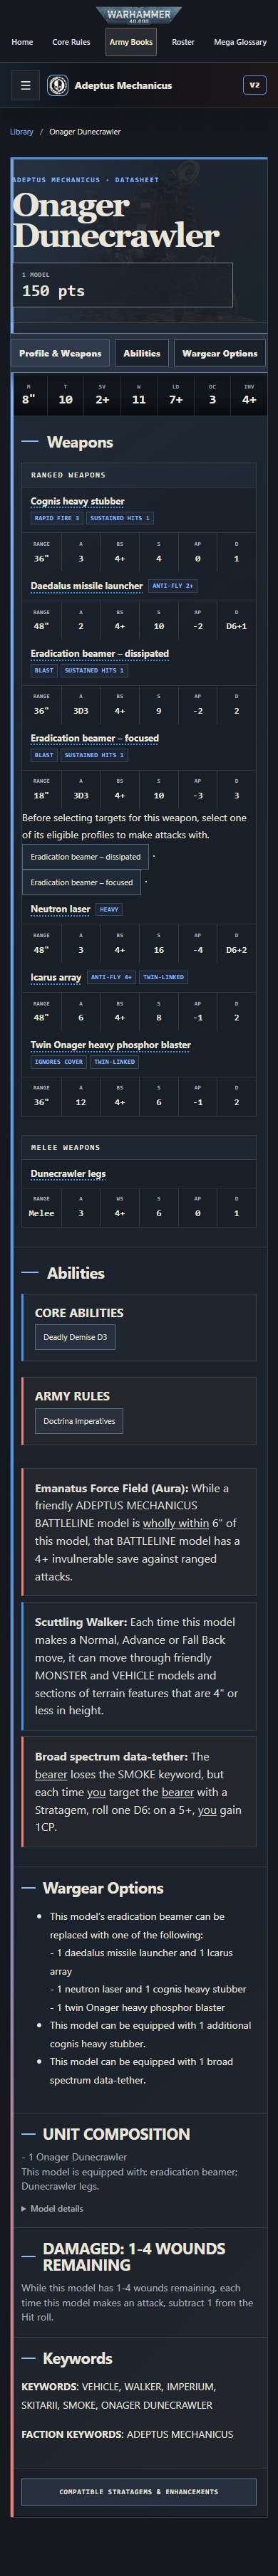 WARHAMMER
40,000
Home Core Rules Army Books Roster Mega Glossary
Adeptus Mechanicus V2
Library / Onager Dunecrawler
ADEPTUS MECHANICUS · DATASHEET
Onager
Dunecrawler
1 MODEL
150 pts
Profile & Weapons Abilities Wargear Options
M T SV W LD OC INV
8" 10 2+ 11 7+ 3 4+
Weapons
RANGED WEAPONS
Cognis heavy stubber
RAPID FIRE 3 SUSTAINED HITS 1
RANGE A BS S AP D
36" 3 4+ 4 0 1
Daedalus missile launcher ANTI-FLY 2+
RANGE A BS S AP D
48" 2 4+ 10 -2 D6+1
Eradication beamer – dissipated
BLAST SUSTAINED HITS 1
RANGE A BS S AP D
36" 3D3 4+ 9 -2 2
Eradication beamer – focused
BLAST SUSTAINED HITS 1
RANGE A BS S AP D
18" 3D3 4+ 10 -3 3
Before selecting targets for this weapon, select one
of its eligible profiles to make attacks with.
Eradication beamer – dissipated ·
Eradication beamer – focused ·
Neutron laser HEAVY
RANGE A BS S AP D
48" 3 4+ 16 -4 D6+2
Icarus array ANTI-FLY 4+ TWIN-LINKED
RANGE A BS S AP D
48" 6 4+ 8 -1 2
Twin Onager heavy phosphor blaster
IGNORES COVER TWIN-LINKED
RANGE A BS S AP D
36" 12 4+ 6 -1 2
MELEE WEAPONS
Dunecrawler legs
RANGE A WS S AP D
Melee 3 4+ 6 0 1
Abilities
CORE ABILITIES
Deadly Demise D3
ARMY RULES
Doctrina Imperatives
Emanatus Force Field (Aura): While a
friendly ADEPTUS MECHANICUS
BATTLELINE model is wholly within 6" of
this model, that BATTLELINE model has a
4+ invulnerable save against ranged
attacks.
Scuttling Walker: Each time this model
makes a Normal, Advance or Fall Back
move, it can move through friendly
MONSTER and VEHICLE models and
sections of terrain features that are 4" or
less in height.
Broad spectrum data-tether: The
bearer loses the SMOKE keyword, but
each time you target the bearer with a
Stratagem, roll one D6: on a 5+, you gain
1CP.
Wargear Options
• This model's eradication beamer can be
replaced with one of the following:
- 1 daedalus missile launcher and 1 Icarus
array
- 1 neutron laser and 1 cognis heavy stubber
- 1 twin Onager heavy phosphor blaster
• This model can be equipped with 1 additional
cognis heavy stubber.
• This model can be equipped with 1 broad
spectrum data-tether.
UNIT COMPOSITION
- 1 Onager Dunecrawler
This model is equipped with: eradication beamer;
Dunecrawler legs.
▶ Model details
DAMAGED: 1-4 WOUNDS
REMAINING
While this model has 1-4 wounds remaining, each
time this model makes an attack, subtract 1 from the
Hit roll.
Keywords
KEYWORDS: VEHICLE, WALKER, IMPERIUM,
SKITARII, SMOKE, ONAGER DUNECRAWLER
FACTION KEYWORDS: ADEPTUS MECHANICUS
COMPATIBLE STRATAGEMS & ENHANCEMENTS